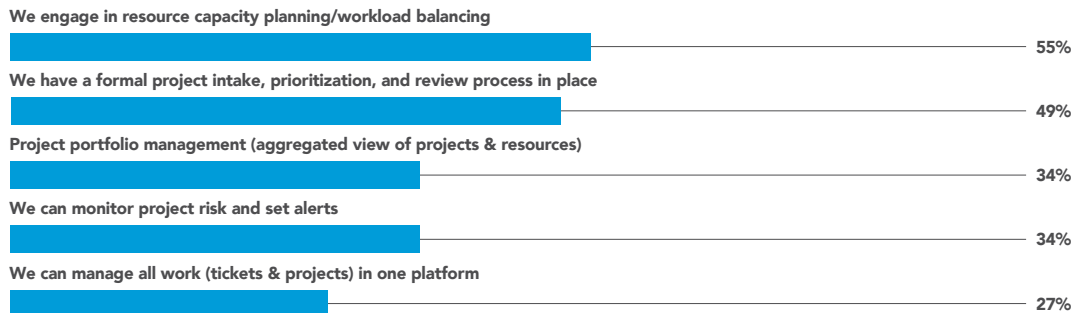 We engage in resource capacity planning/workload balancing
55%
We have a formal project intake, prioritization, and review process in place
49%
Project portfolio management (aggregated view of projects & resources)
34%
We can monitor project risk and set alerts
34%
We can manage all work (tickets & projects) in one platform
27%